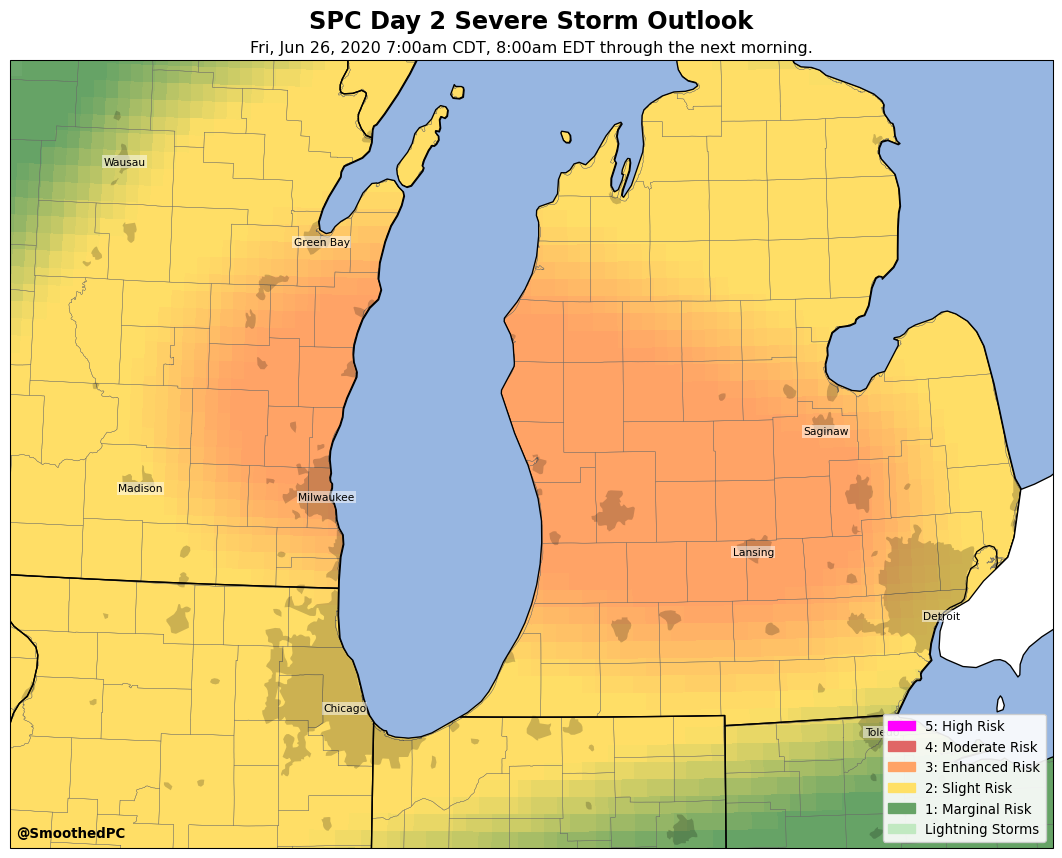 SPC Day 2 Severe Storm Outlook
Fri, Jun 26, 2020 7:00am CDT, 8:00am EDT through the next morning.
Wausau
Green Bay
Saginaw
Madison
Milwaukee
Lansing
Detroit
Chicago
5: High Risk
4: Moderate Risk
3: Enhanced Risk
2: Slight Risk
1: Marginal Risk
Lightning Storms
@SmoothedPC